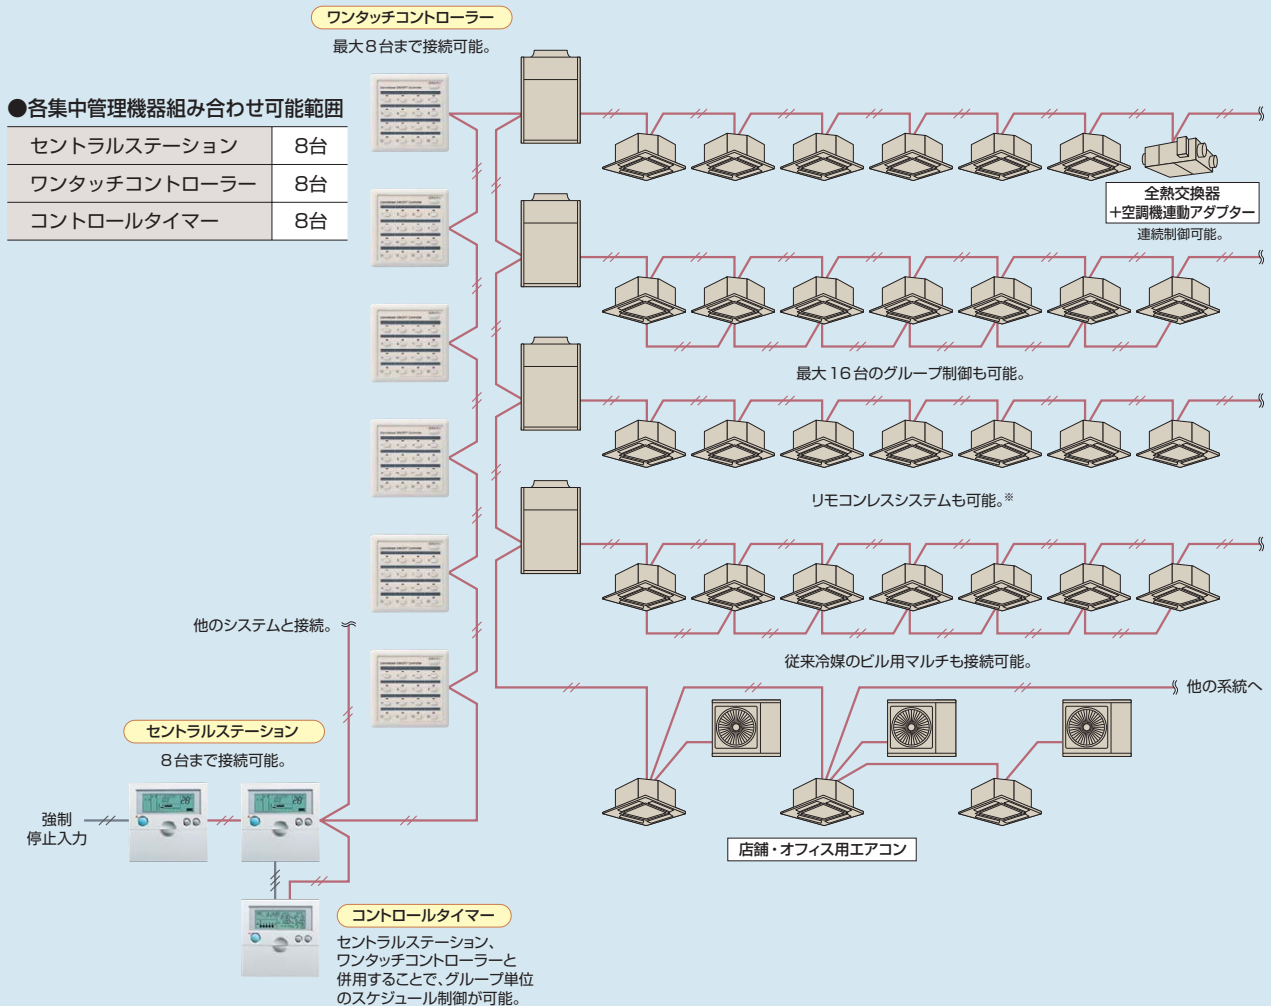 ワンタッチコントローラー
最大8台まで接続可能。
●各集中管理機器組み合わせ可能範囲
セントラルステーション 8台
ワンタッチコントローラー 8台
コントロールタイマー 8台
全熱交換器
+空調機連動アダプター
連続制御可能。
最大16台のグループ制御も可能。
リモコンレスシステムも可能。※
従来冷媒のビル用マルチも接続可能。
他のシステムと接続。
他の系統へ
セントラルステーション
8台まで接続可能。
強制
停止入力
店舗・オフィス用エアコン
コントロールタイマー
セントラルステーション、
ワンタッチコントローラーと
併用することで、グループ単位
のスケジュール制御が可能。